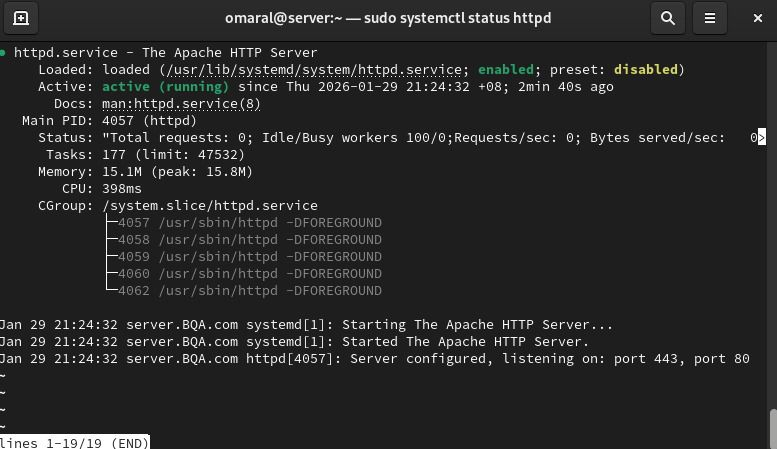 omaral@server:~ — sudo systemctl status httpd
● httpd.service - The Apache HTTP Server
Loaded: loaded (/usr/lib/systemd/system/httpd.service; enabled; preset: disabled)
Active: active (running) since Thu 2026-01-29 21:24:32 +08; 2min 40s ago
Docs: man:httpd.service(8)
Main PID: 4057 (httpd)
Status: "Total requests: 0; Idle/Busy workers 100/0;Requests/sec: 0; Bytes served/sec:   0>
Tasks: 177 (limit: 47532)
Memory: 15.1M (peak: 15.8M)
CPU: 398ms
CGroup: /system.slice/httpd.service
├─4057 /usr/sbin/httpd -DFOREGROUND
├─4058 /usr/sbin/httpd -DFOREGROUND
├─4059 /usr/sbin/httpd -DFOREGROUND
├─4060 /usr/sbin/httpd -DFOREGROUND
└─4062 /usr/sbin/httpd -DFOREGROUND
Jan 29 21:24:32 server.BQA.com systemd[1]: Starting The Apache HTTP Server...
Jan 29 21:24:32 server.BQA.com systemd[1]: Started The Apache HTTP Server.
Jan 29 21:24:32 server.BQA.com httpd[4057]: Server configured, listening on: port 443, port 80
~
~
~
~
lines 1-19/19 (END)